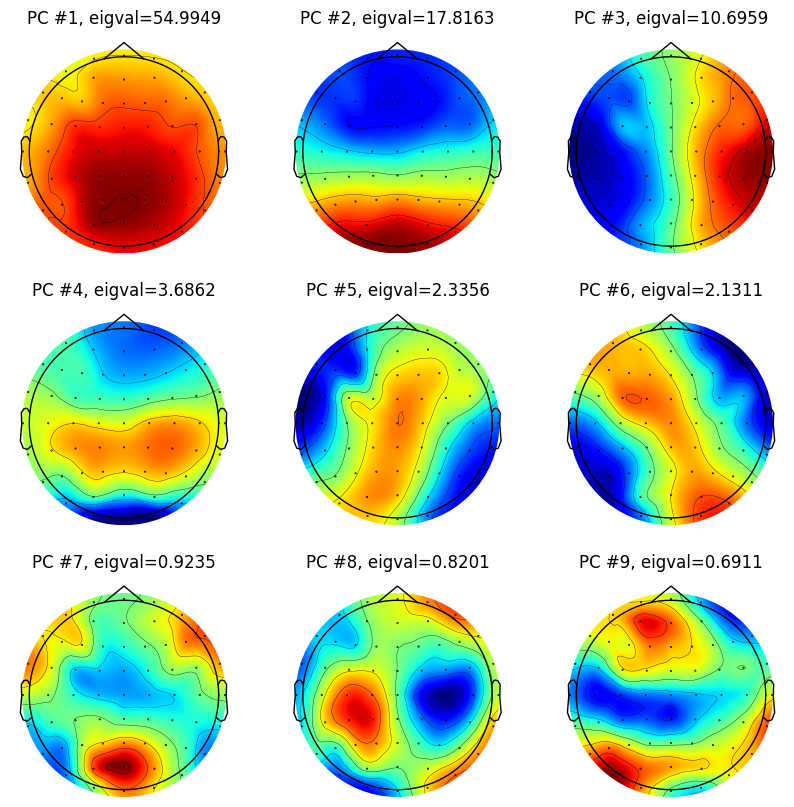 PC #1, eigval=54.9949
PC #2, eigval=17.8163
PC #3, eigval=10.6959
PC #4, eigval=3.6862
PC #5, eigval=2.3356
PC #6, eigval=2.1311
PC #7, eigval=0.9235
PC #8, eigval=0.8201
PC #9, eigval=0.6911